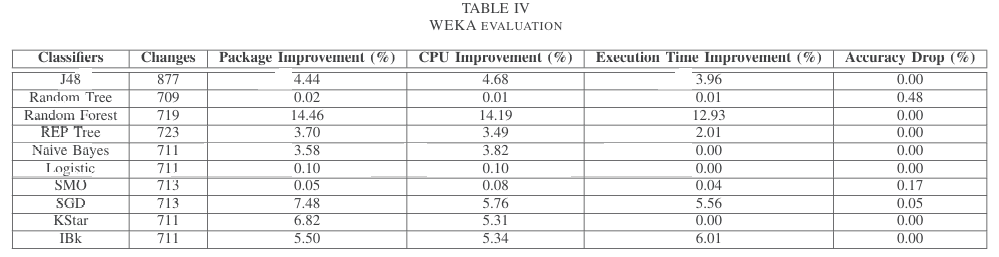 TABLE IV
WEKA EVALUATION
Classifiers Changes Package Improvement (%) CPU Improvement (%) Execution Time Improvement (%) Accuracy Drop (%)
J48 877 4.44 4.68 3.96 0.00
Random Tree 709 0.02 0.01 0.01 0.48
Random Forest 719 14.46 14.19 12.93 0.00
REP Tree 723 3.70 3.49 2.01 0.00
Naive Bayes 711 3.58 3.82 0.00 0.00
Logistic 711 0.10 0.10 0.00 0.00
SMO 713 0.05 0.08 0.04 0.17
SGD 713 7.48 5.76 5.56 0.05
KStar 711 6.82 5.31 0.00 0.00
IBk 711 5.50 5.34 6.01 0.00